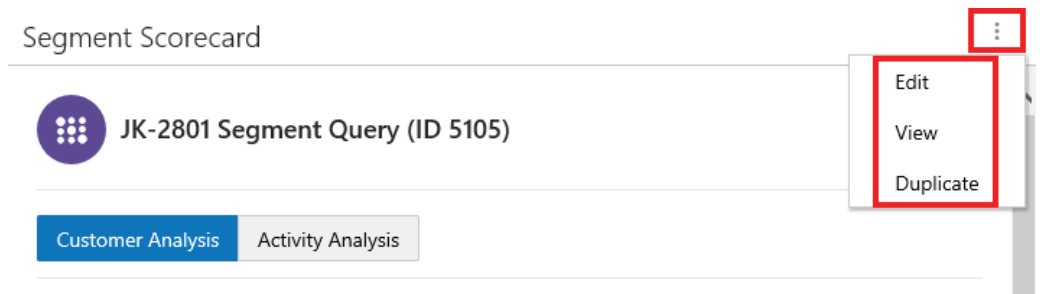 Segment Scorecard
Edit
JK-2801 Segment Query (ID 5105)
View
Duplicate
Customer Analysis
Activity Analysis